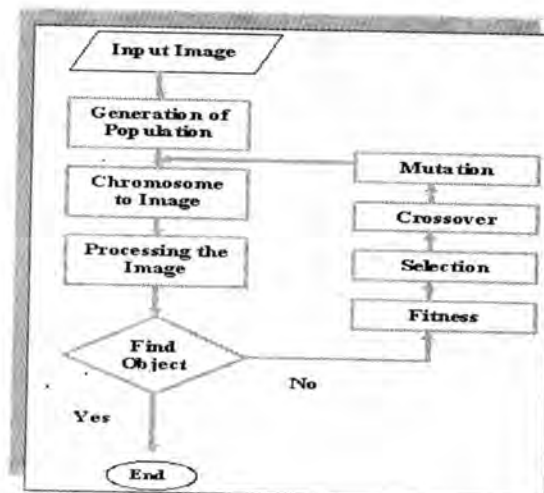 Input Image
Generation of
Population
Chromosome
to Image
Processing the
Image
Find
Object
Yes
End
No
Fitness
Selection
Crossover
Mutation